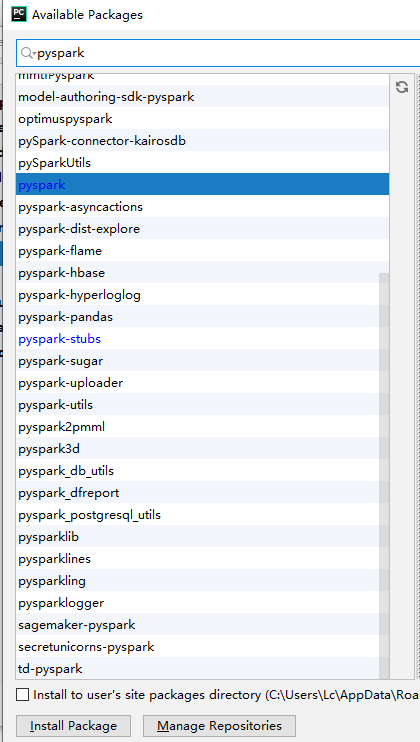 PC
Available Packages
pyspark
mmtfPyspark
model-authoring-sdk-pyspark
optimuspyspark
pySpark-connector-kairosdb
pySparkUtils
pyspark
pyspark-asyncactions
pyspark-dist-explore
pyspark-flame
pyspark-hbase
pyspark-hyperloglog
pyspark-pandas
pyspark-stubs
pyspark-sugar
pyspark-uploader
pyspark-utils
pyspark2pmml
pyspark3d
pyspark_db_utils
pyspark_dfreport
pyspark_postgresql_utils
pysparklib
pysparklines
pysparkling
pysparklogger
sagemaker-pyspark
secretunicorns-pyspark
td-pyspark
Install to user's site packages directory (C:\Users\Lc\AppData\Roa
Install Package
Manage Repositories